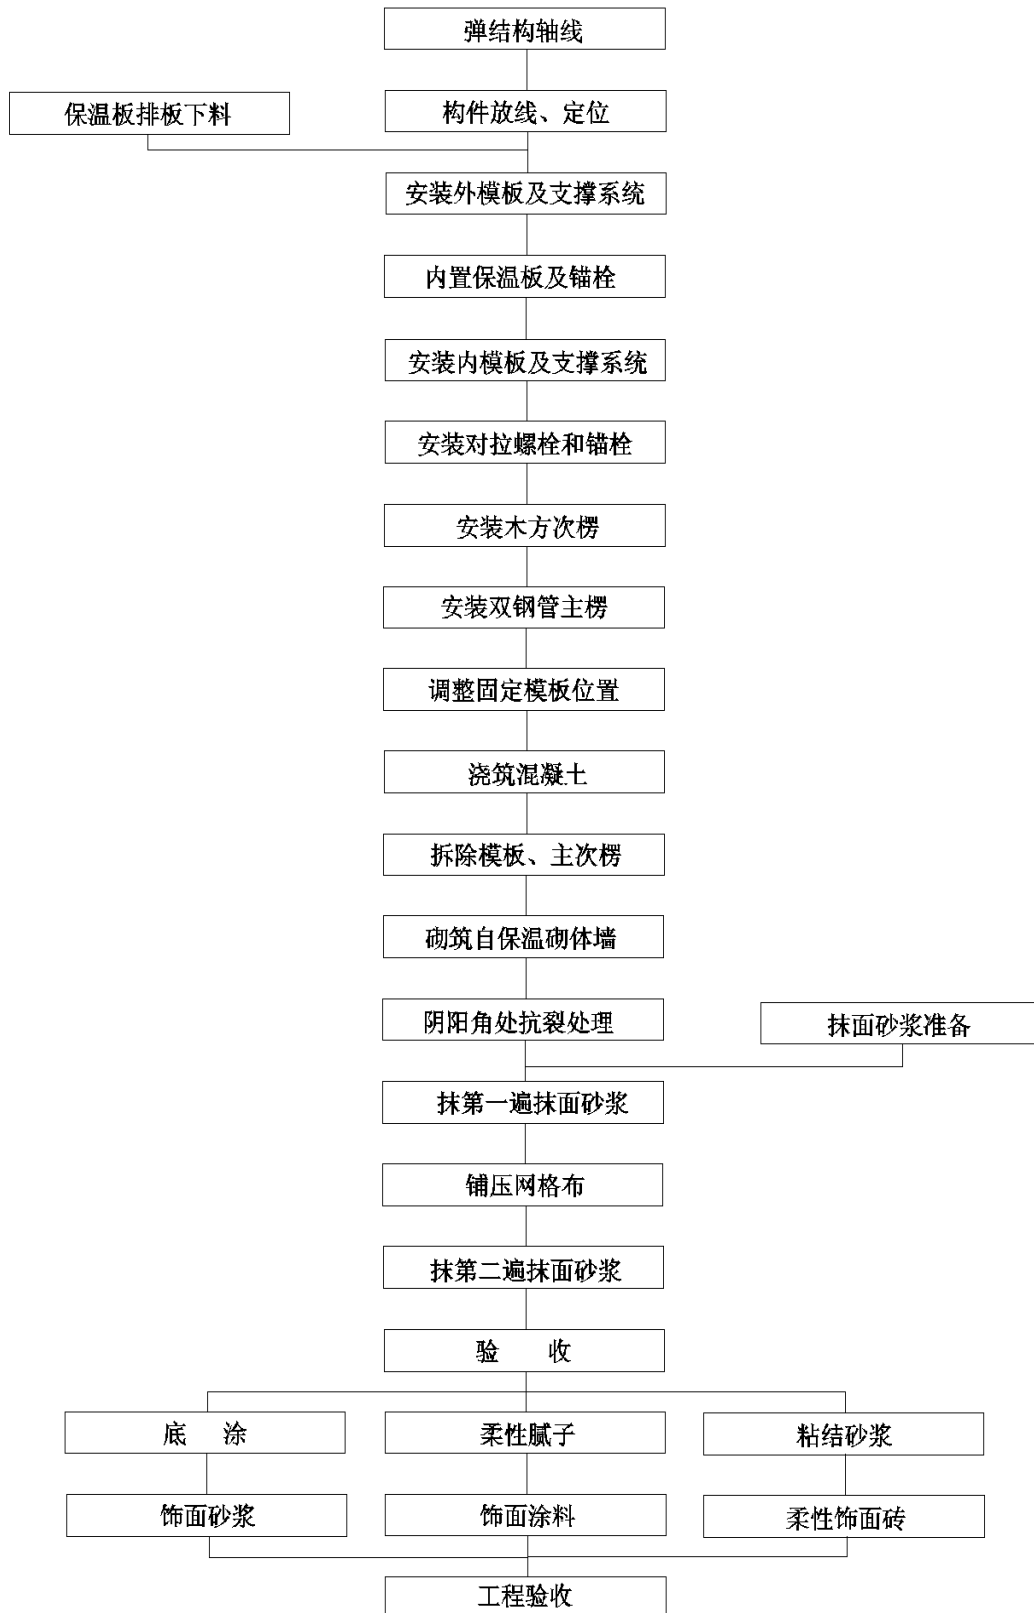 弹结构轴线
保温板排板下料
构件放线、定位
安装外模板及支撑系统
内置保温板及锚栓
安装内模板及支撑系统
安装对拉螺栓和锚栓
安装木方次楞
安装双钢管主楞
调整固定模板位置
浇筑混凝土
拆除模板、主次楞
砌筑自保温砌体墙
阴阳角处抗裂处理
抹面砂浆准备
抹第一遍抹面砂浆
铺压网格布
抹第二遍抹面砂浆
验 收
底 涂
柔性腻子
粘结砂浆
饰面砂浆
饰面涂料
柔性饰面砖
工程验收